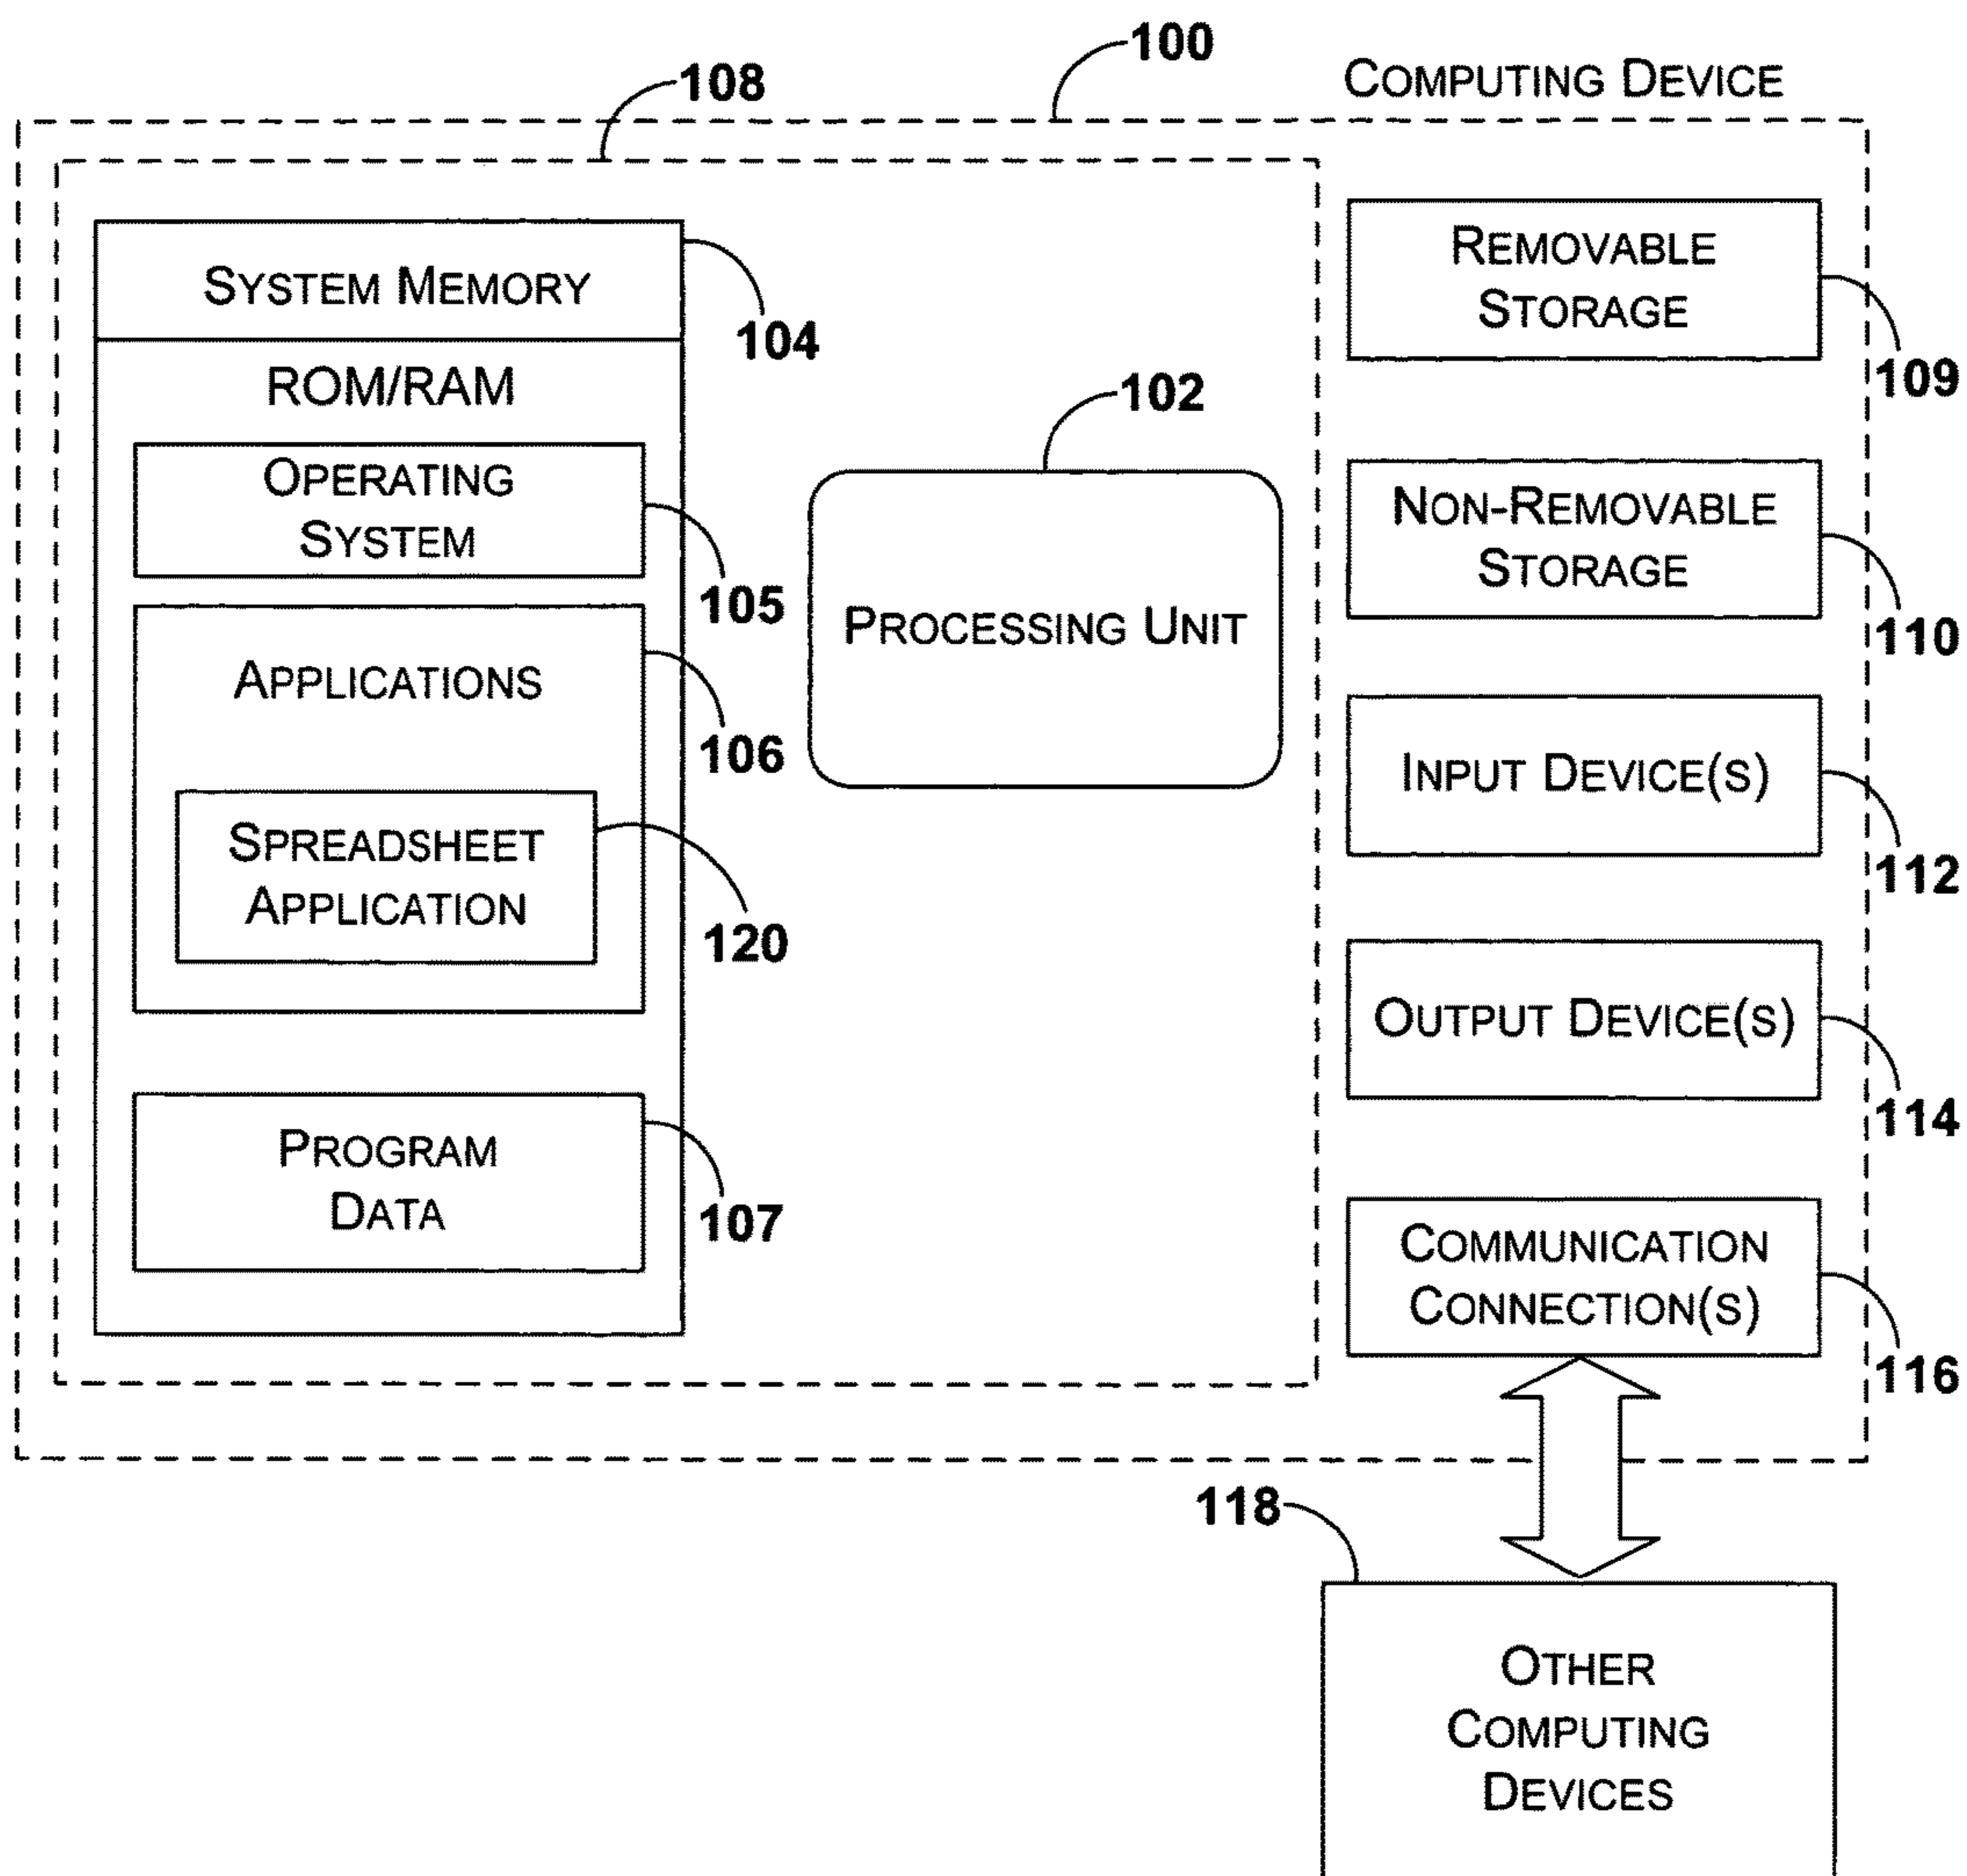 100
COMPUTING DEVICE
108
SYSTEM MEMORY
104
ROM/RAM
OPERATING
SYSTEM
105
APPLICATIONS
106
SPREADSHEET
APPLICATION
120
PROGRAM
DATA
107
102
PROCESSING UNIT
REMOVABLE
STORAGE
109
NON-REMOVABLE
STORAGE
110
INPUT DEVICE(S)
112
OUTPUT DEVICE(S)
114
COMMUNICATION
CONNECTION(S)
116
118
OTHER
COMPUTING
DEVICES